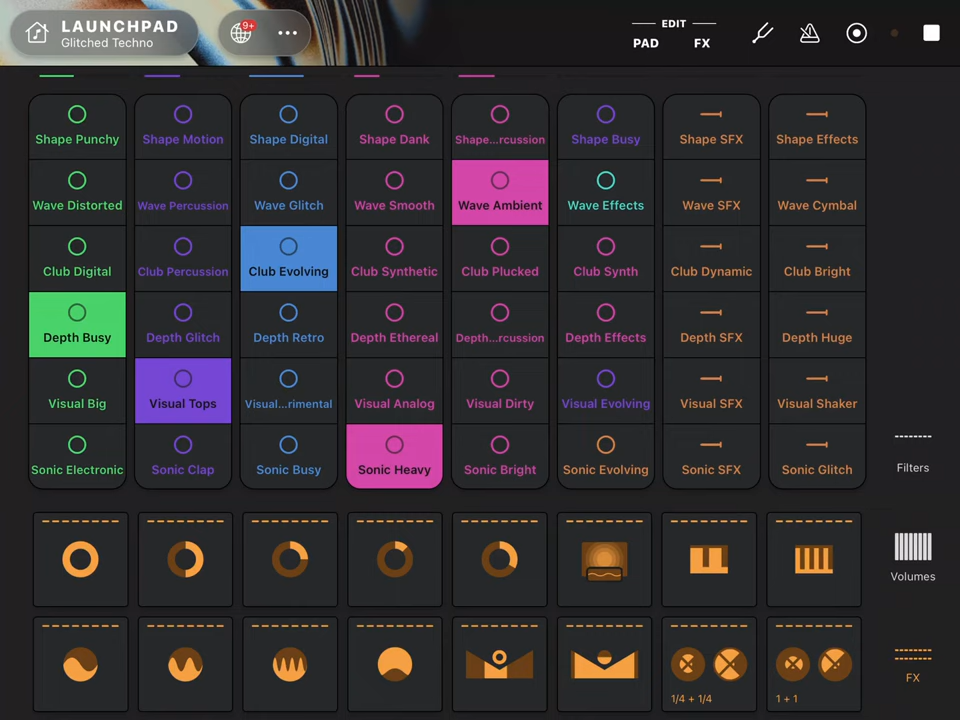 LAUNCHPAD
Glitched Techno
9+
EDIT
PAD
FX
Shape Punchy
Shape Motion
Shape Digital
Shape Dank
Shape...rcussion
Shape Busy
Shape SFX
Shape Effects
Wave Distorted
Wave Percussion
Wave Glitch
Wave Smooth
Wave Ambient
Wave Effects
Wave SFX
Wave Cymbal
Club Digital
Club Percussion
Club Evolving
Club Synthetic
Club Plucked
Club Synth
Club Dynamic
Club Bright
Depth Busy
Depth Glitch
Depth Retro
Depth Ethereal
Depth...rcussion
Depth Effects
Depth SFX
Depth Huge
Visual Big
Visual Tops
Visual...rimental
Visual Analog
Visual Dirty
Visual Evolving
Visual SFX
Visual Shaker
Sonic Electronic
Sonic Clap
Sonic Busy
Sonic Heavy
Sonic Bright
Sonic Evolving
Sonic SFX
Sonic Glitch
Filters
Volumes
FX
1/4 + 1/4
1 + 1